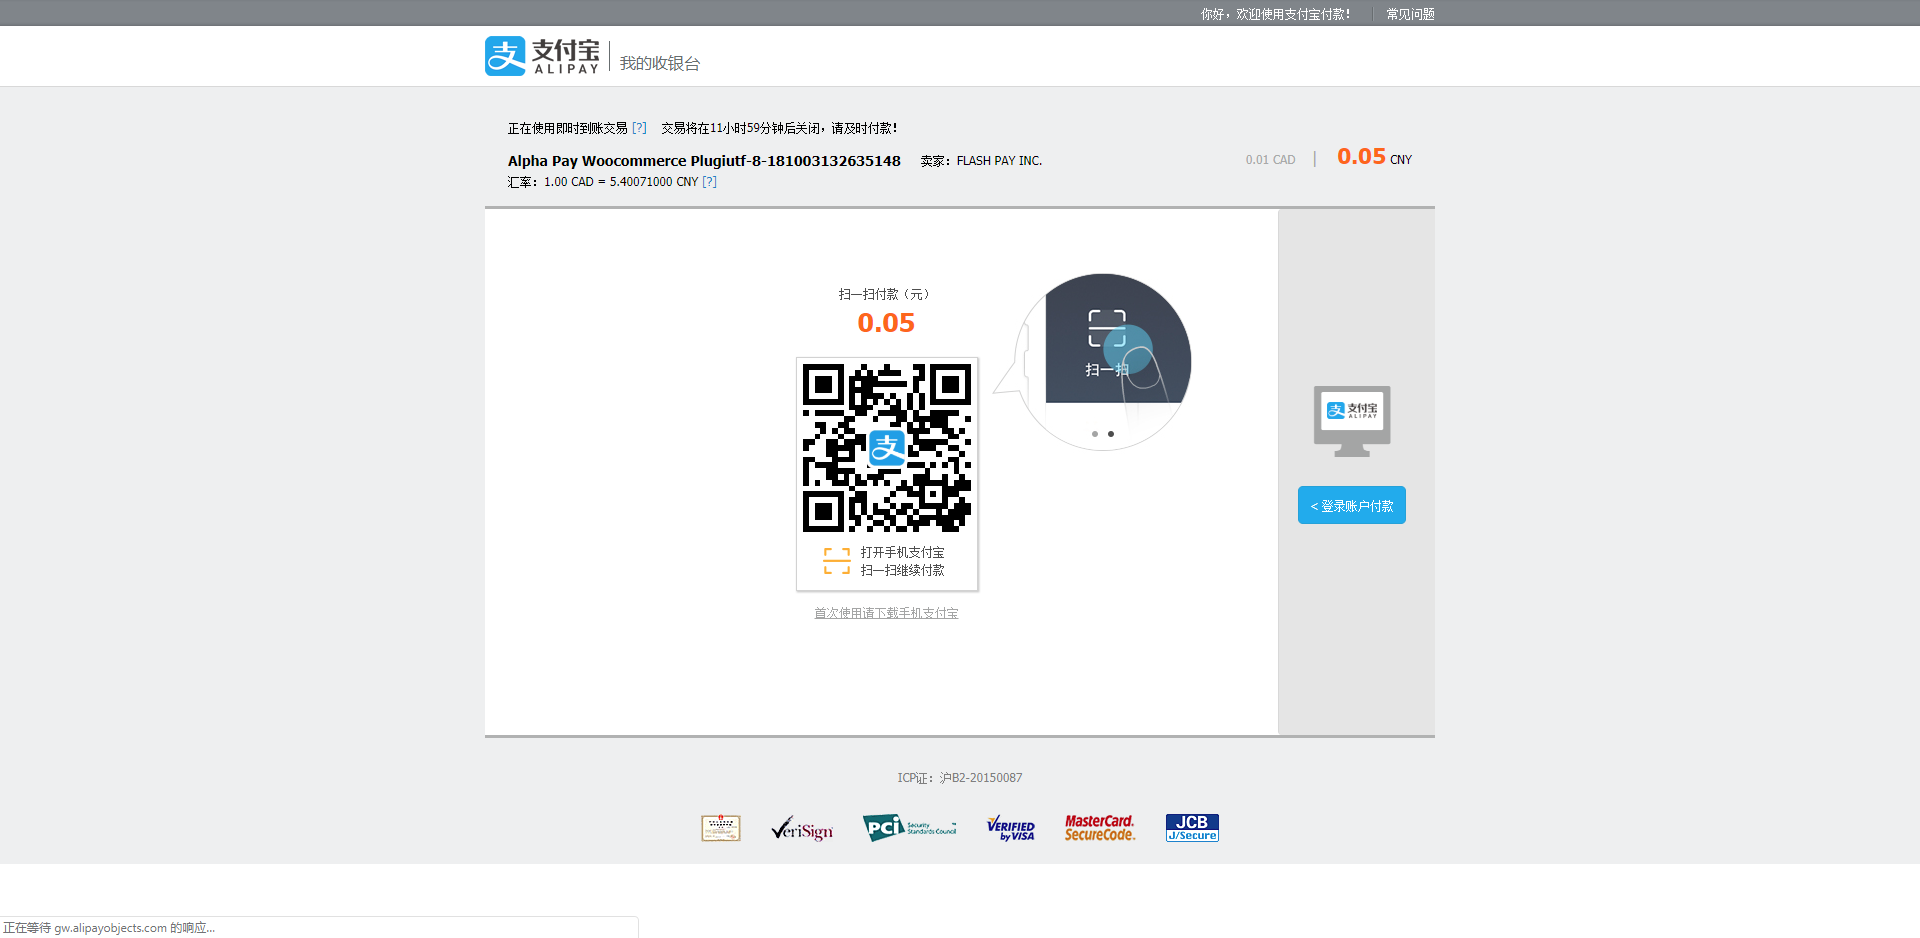 你好，欢迎使用支付宝付款！ 常见问题
支付宝 ALIPAY 我的收银台
正在使用即时到账交易 [?] 交易将在11小时59分钟后关闭，请及时付款！
Alpha Pay Woocommerce Plugiutf-8-181003132635148 卖家：FLASH PAY INC. 0.01 CAD | 0.05 CNY
汇率：1.00 CAD = 5.40071000 CNY [?]
扫一扫付款（元）
0.05
扫一扫
支
打开手机支付宝
扫一扫继续付款
首次使用请下载手机支付宝
支付宝
ALIPAY
< 登录账户付款
ICP证：沪B2-20150087
VeriSign
PCI Security Standards Council
VERIFIED by VISA
MasterCard. SecureCode.
JCB J/Secure
正在等待 gw.alipayobjects.com 的响应...